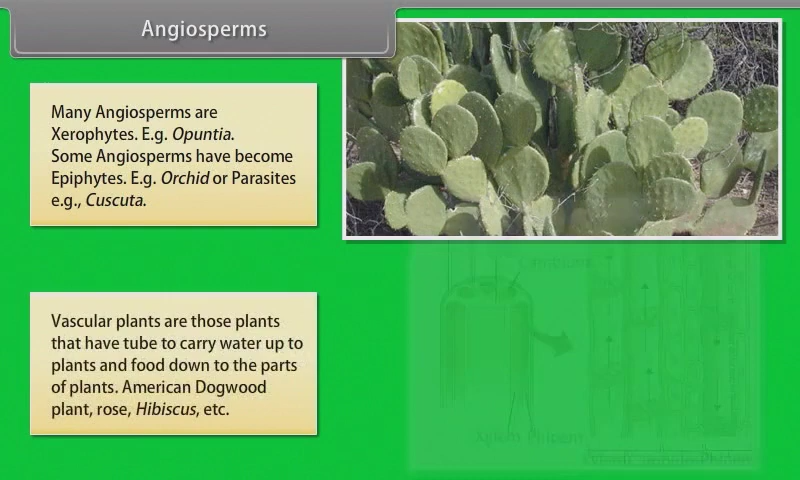 Angiosperms
Many Angiosperms are
Xerophytes. E.g. Opuntia.
Some Angiosperms have become
Epiphytes. E.g. Orchid or Parasites
e.g., Cuscuta.
Vascular plants are those plants
that have tube to carry water up to
plants and food down to the parts
of plants. American Dogwood
plant, rose, Hibiscus, etc.
Xylem Phloem